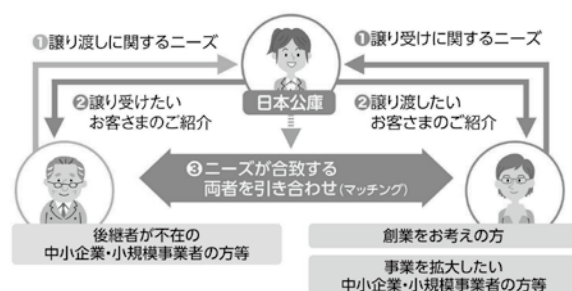 ❶譲り渡しに関するニーズ
❶譲り受けに関するニーズ
❷譲り受けたい
お客さまのご紹介
日本公庫
❷譲り渡したい
お客さまのご紹介
❸ニーズが合致する
両者を引き合わせ(マッチング)
後継者が不在の
中小企業・小規模事業者の方等
創業をお考えの方
事業を拡大したい
中小企業・小規模事業者の方等